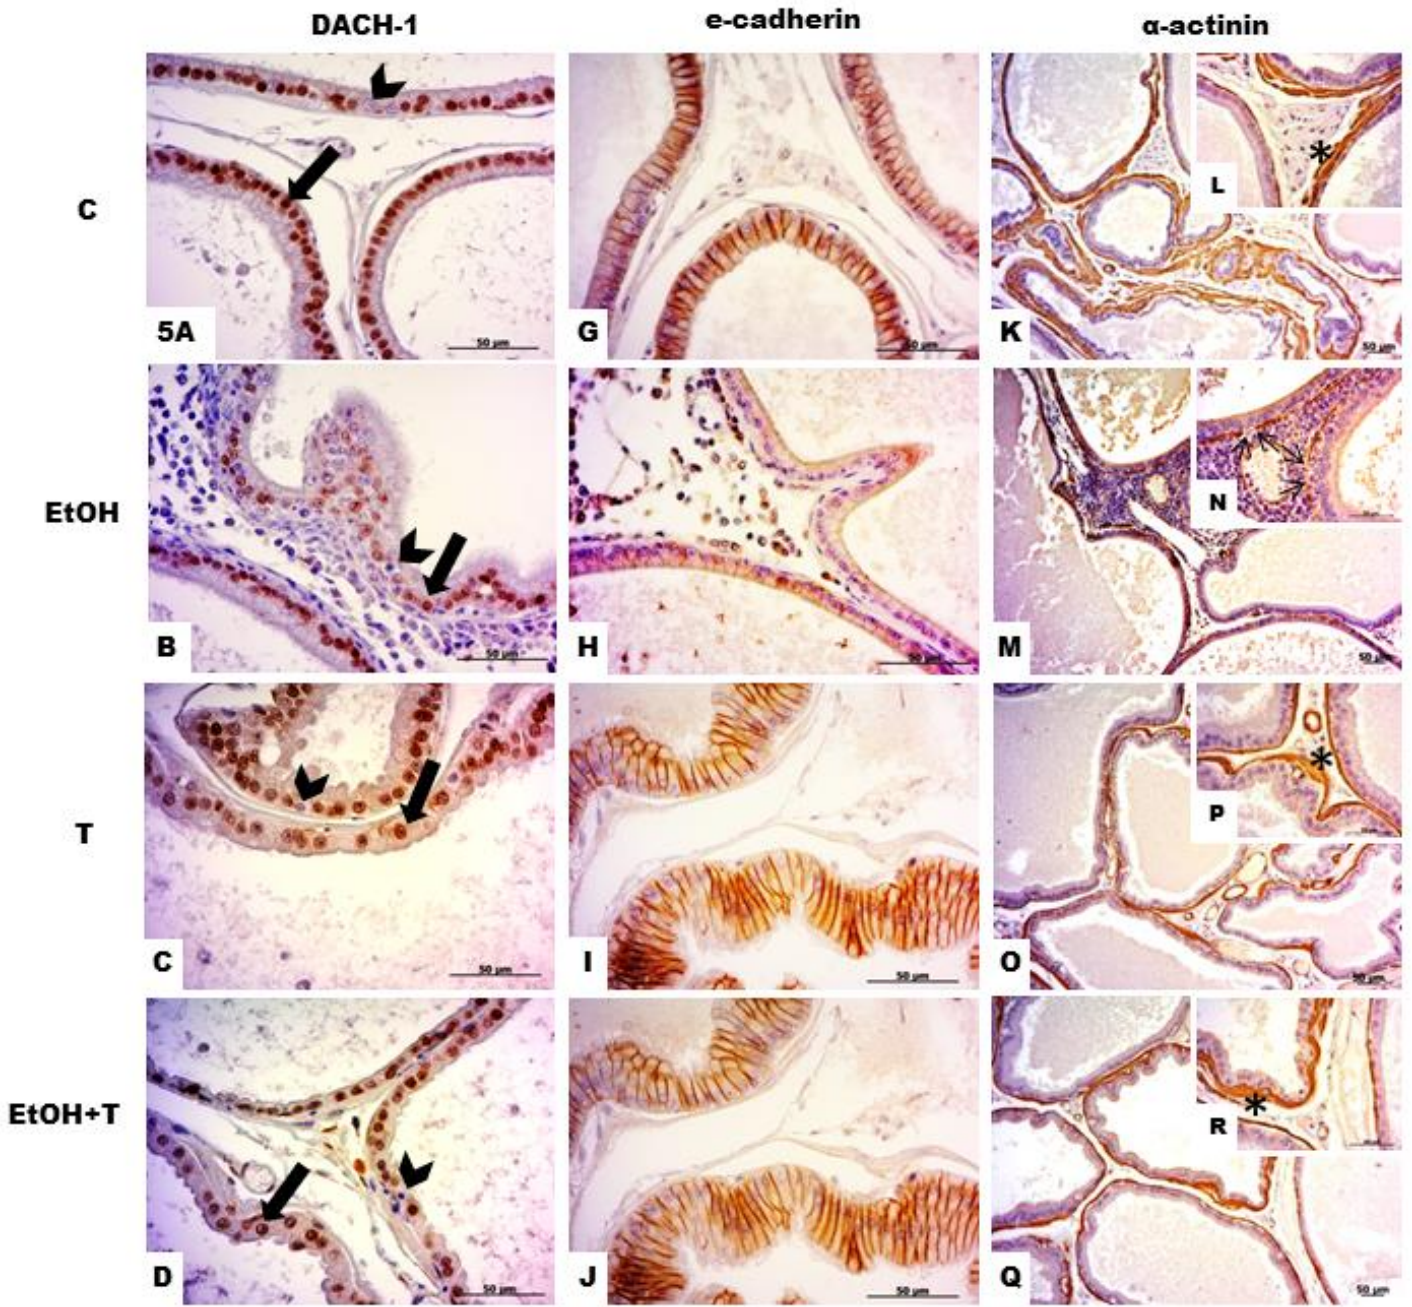 DACH-1 e-cadherin α-actinin
C
5A 50 µm
G 50 µm
K 50 µm
L
EtOH
B 50 µm
H 50 µm
M 50 µm
N
T
C 50 µm
I 50 µm
O 50 µm
P
EtOH+T
D 50 µm
J 50 µm
Q 50 µm
R